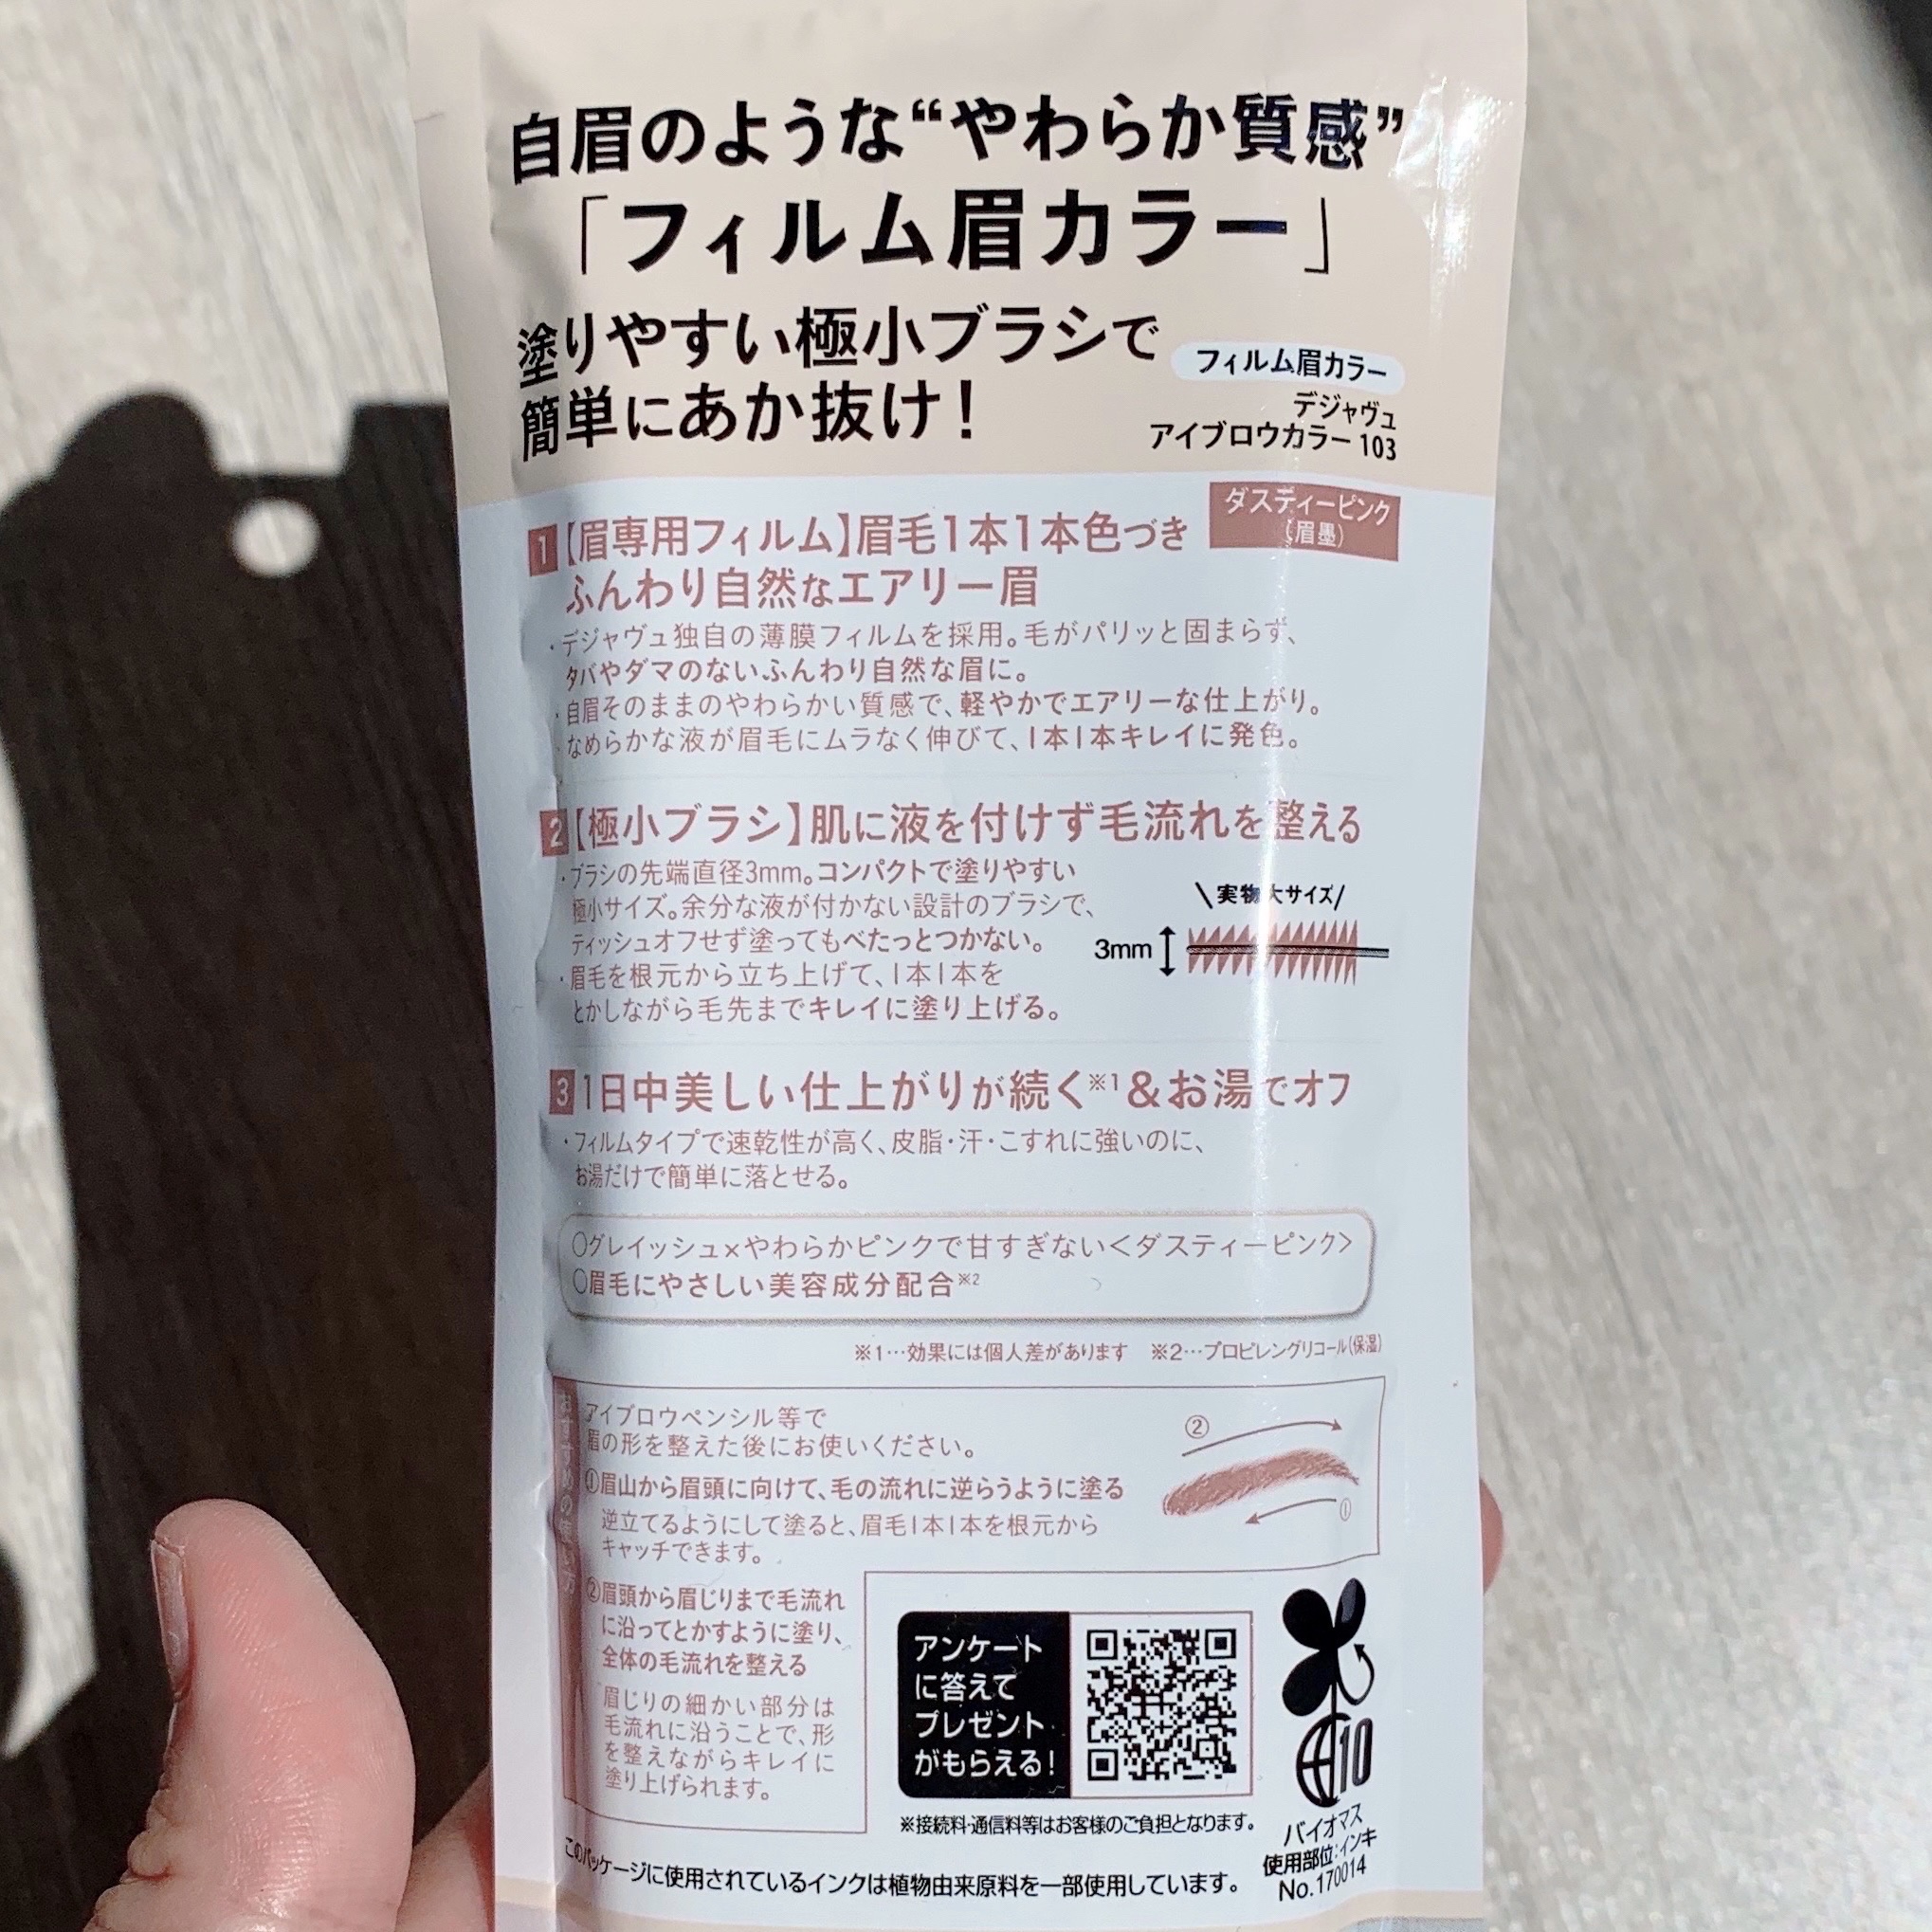 自眉のような“やわらか質感”
「フィルム眉カラー」
塗りやすい極小ブラシで
簡単にあか抜け!
フィルム眉カラー
デジャヴュ
アイブロウカラー 103
ダスティーピンク
(眉墨)
1【眉専用フィルム】眉毛1本1本色づき
ふんわり自然なエアリー眉
・デジャヴュ独自の薄膜フィルムを採用。毛がパリッと固まらず、
タバやダマのないふんわり自然な眉に。
・自眉そのままのやわらかい質感で、軽やかでエアリーな仕上がり。
・なめらかな液が眉毛にムラなく伸びて、1本1本キレイに発色。
2【極小ブラシ】肌に液を付けず毛流れを整える
・ブラシの先端直径3mm。コンパクトで塗りやすい
極小サイズ。余分な液が付かない設計のブラシで、
ティッシュオフせず塗ってもべたっとつかない。
・眉毛を根元から立ち上げて、1本1本を
とかしながら毛先までキレイに塗り上げる。
\実物大サイズ/
3mm
3 1日中美しい仕上がりが続く※1&お湯でオフ
・フィルムタイプで速乾性が高く、皮脂・汗・こすれに強いのに、
お湯だけで簡単に落とせる。
○グレイッシュ×やわらかピンクで甘すぎない<ダスティーピンク>
○眉毛にやさしい美容成分配合※2
※1…効果には個人差があります ※2…プロピレングリコール(保湿)
おすすめの使い方
アイブロウペンシル等で
眉の形を整えた後にお使いください。
①眉山から眉頭に向けて、毛の流れに逆らうように塗る
逆立てるようにして塗ると、眉毛1本1本を根元から
キャッチできます。
②
①
②眉頭から眉じりまで毛流れ
に沿ってとかすように塗り、
全体の毛流れを整える
眉じりの細かい部分は
毛流れに沿うことで、形
を整えながらキレイに
塗り上げられます。
アンケート
に答えて
プレゼント
がもらえる!
※接続料・通信料等はお客様のご負担となります。
10
バイオマス
使用部位:インキ
No.170014
このパッケージに使用されているインクは植物由来原料を一部使用しています。